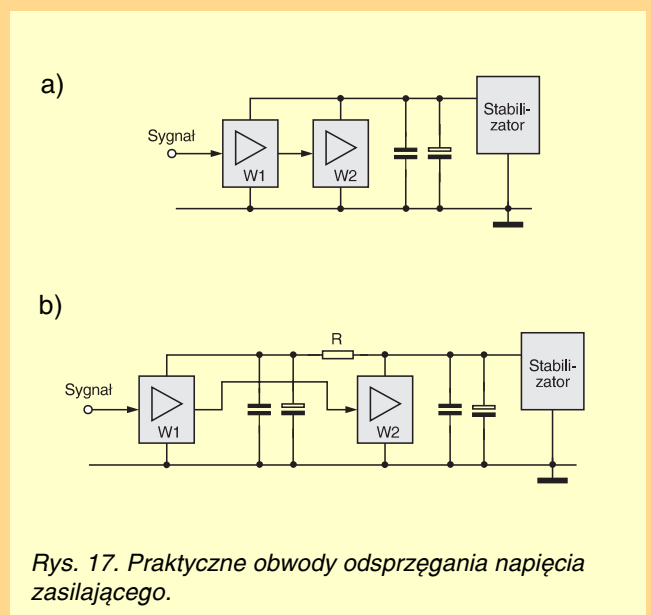 a)
Sygnał
W1
W2
Stabili-
zator
b)
R
Sygnał
W1
W2
Stabili-
zator
Rys. 17. Praktyczne obwody odsprzęgania napięcia
zasilającego.